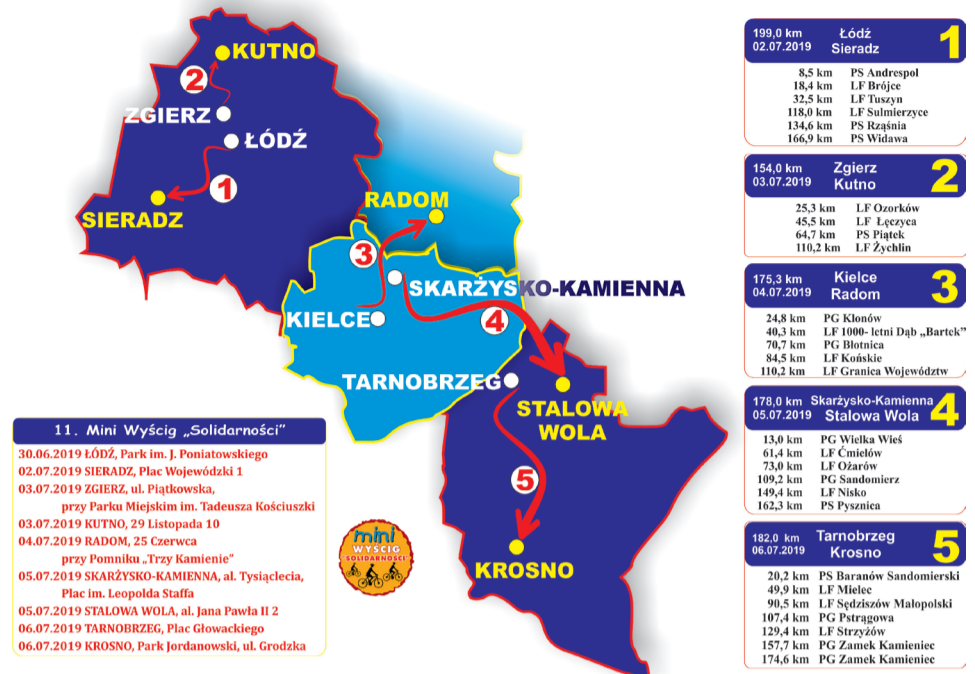 KUTNO
2
ZGIERZ
ŁÓDŹ
1
SIERADZ
RADOM
3
SKARŻYSKO-KAMIENNA
KIELCE
4
TARNOBRZEG
STALOWA
WOLA
5
KROSNO
11. Mini Wyścig „Solidarności”
30.06.2019 ŁÓDŹ, Park im. J. Poniatowskiego
02.07.2019 SIERADZ, Plac Wojewódzki 1
03.07.2019 ZGIERZ, ul. Piątkowska,
przy Parku Miejskim im. Tadeusza Kościuszki
03.07.2019 KUTNO, 29 Listopada 10
04.07.2019 RADOM, 25 Czerwca
przy Pomniku „Trzy Kamienie”
05.07.2019 SKARŻYSKO-KAMIENNA, al. Tysiąclecia,
Plac im. Leopolda Staffa
05.07.2019 STALOWA WOLA, al. Jana Pawła II 2
06.07.2019 TARNOBRZEG, Plac Głowackiego
06.07.2019 KROSNO, Park Jordanowski, ul. Grodzka
mini
WYŚCIG
SOLIDARNOŚCI
199,0 km Łódź 1
02.07.2019 Sieradz
8,5 km PS Andrespol
18,4 km LF Brójce
32,5 km LF Tuszyn
118,0 km LF Sulmierzyce
134,6 km PS Rząśnia
166,9 km PS Widawa
154,0 km Zgierz 2
03.07.2019 Kutno
25,3 km LF Ozorków
45,5 km LF Łęczyca
64,7 km PS Piątek
110,2 km LF Żychlin
175,3 km Kielce 3
04.07.2019 Radom
24,8 km PG Klonów
40,3 km LF 1000- letni Dąb „Bartek”
70,7 km PG Błotnica
84,5 km LF Końskie
110,2 km LF Granica Województw
178,0 km Skarżysko-Kamienna 4
05.07.2019 Stalowa Wola
13,0 km PG Wielka Wieś
61,4 km LF Ćmielów
73,0 km LF Ożarów
109,2 km PG Sandomierz
149,4 km LF Nisko
162,3 km PS Pysznica
182,0 km Tarnobrzeg 5
06.07.2019 Krosno
20,2 km PS Baranów Sandomierski
49,9 km LF Mielec
90,5 km LF Sędziszów Małopolski
107,4 km PG Pstrągowa
129,4 km LF Strzyżów
157,7 km PG Zamek Kamieniec
174,6 km PG Zamek Kamieniec